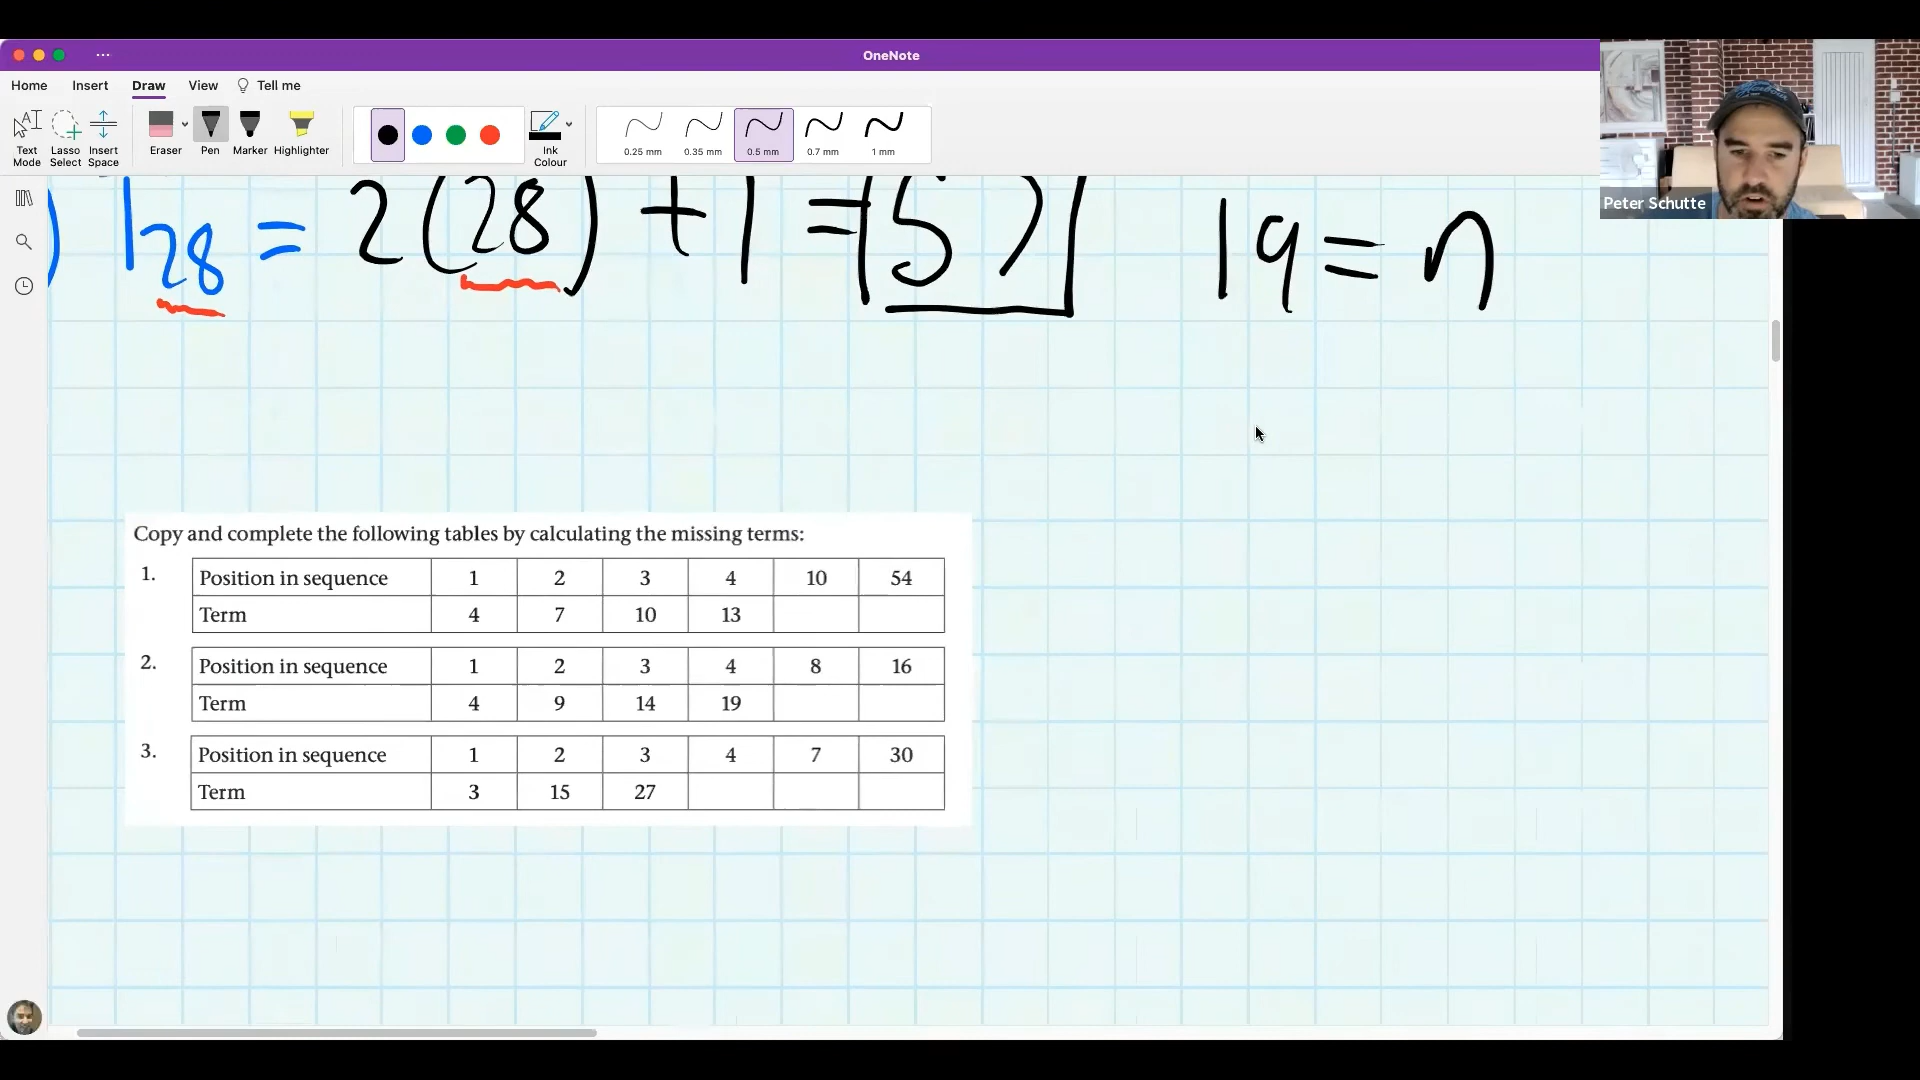 OneNote
Home Insert Draw View Tell me
Text Mode Lasso Select Insert Space Eraser Pen Marker Highlighter Ink Colour 0.25 mm 0.35 mm 0.5 mm 0.7 mm 1 mm
Peter Schutte
) T28 = 2(28) + 1 = 57 19 = n
Copy and complete the following tables by calculating the missing terms:
1. Position in sequence 1 2 3 4 10 54
Term 4 7 10 13
2. Position in sequence 1 2 3 4 8 16
Term 4 9 14 19
3. Position in sequence 1 2 3 4 7 30
Term 3 15 27